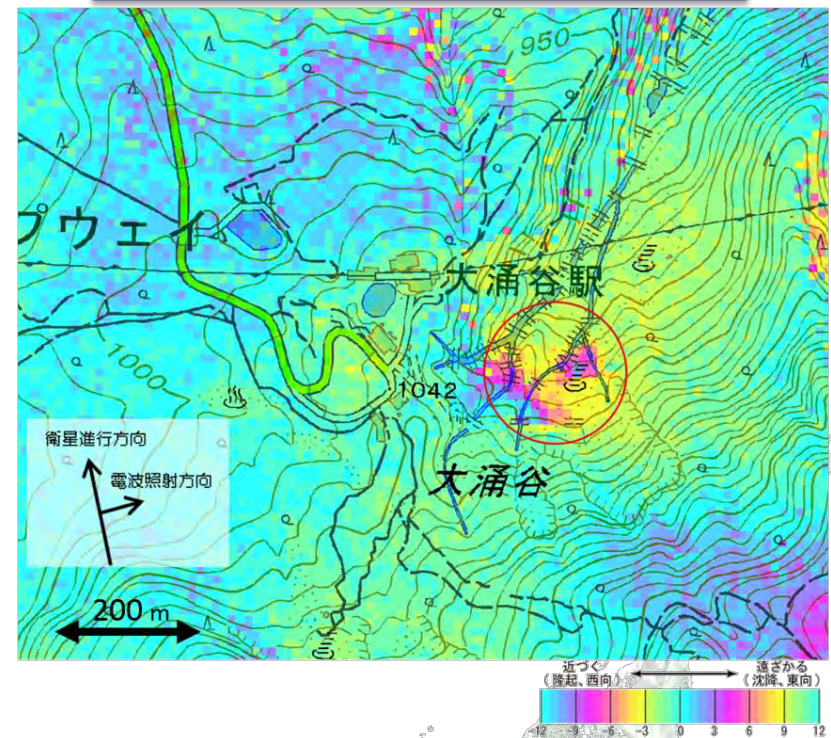 950
プウェイ
大涌谷駅
1000
1042
大涌谷
衛星進行方向
電波照射方向
200 m
近づく
遠ざかる
(隆起、西向)
(沈降、東向)
-12 -9 -6 -3 0 3 6 9 12